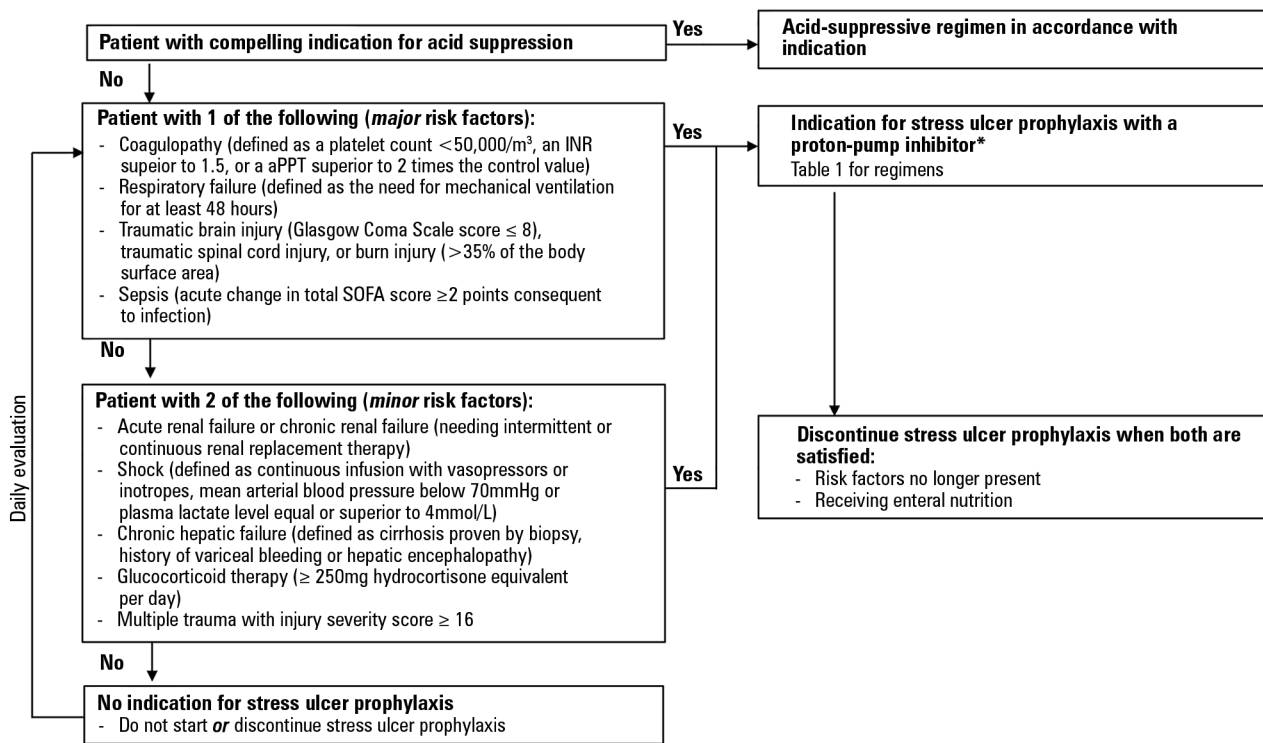 Patient with compelling indication for acid suppression
Yes
Acid-suppressive regimen in accordance with
indication
No
Patient with 1 of the following (major risk factors):
- Coagulopathy (defined as a platelet count <50,000/m³, an INR
supeior to 1.5, or a aPPT superior to 2 times the control value)
- Respiratory failure (defined as the need for mechanical ventilation
for at least 48 hours)
- Traumatic brain injury (Glasgow Coma Scale score ≤ 8),
traumatic spinal cord injury, or burn injury (>35% of the body
surface area)
- Sepsis (acute change in total SOFA score ≥2 points consequent
to infection)
Yes
Indication for stress ulcer prophylaxis with a
proton-pump inhibitor*
Table 1 for regimens
No
Patient with 2 of the following (minor risk factors):
- Acute renal failure or chronic renal failure (needing intermittent or
continuous renal replacement therapy)
- Shock (defined as continuous infusion with vasopressors or
inotropes, mean arterial blood pressure below 70mmHg or
plasma lactate level equal or superior to 4mmol/L)
- Chronic hepatic failure (defined as cirrhosis proven by biopsy,
history of variceal bleeding or hepatic encephalopathy)
- Glucocorticoid therapy (≥ 250mg hydrocortisone equivalent
per day)
- Multiple trauma with injury severity score ≥ 16
Yes
Discontinue stress ulcer prophylaxis when both are
satisfied:
- Risk factors no longer present
- Receiving enteral nutrition
Daily evaluation
No
No indication for stress ulcer prophylaxis
- Do not start or discontinue stress ulcer prophylaxis